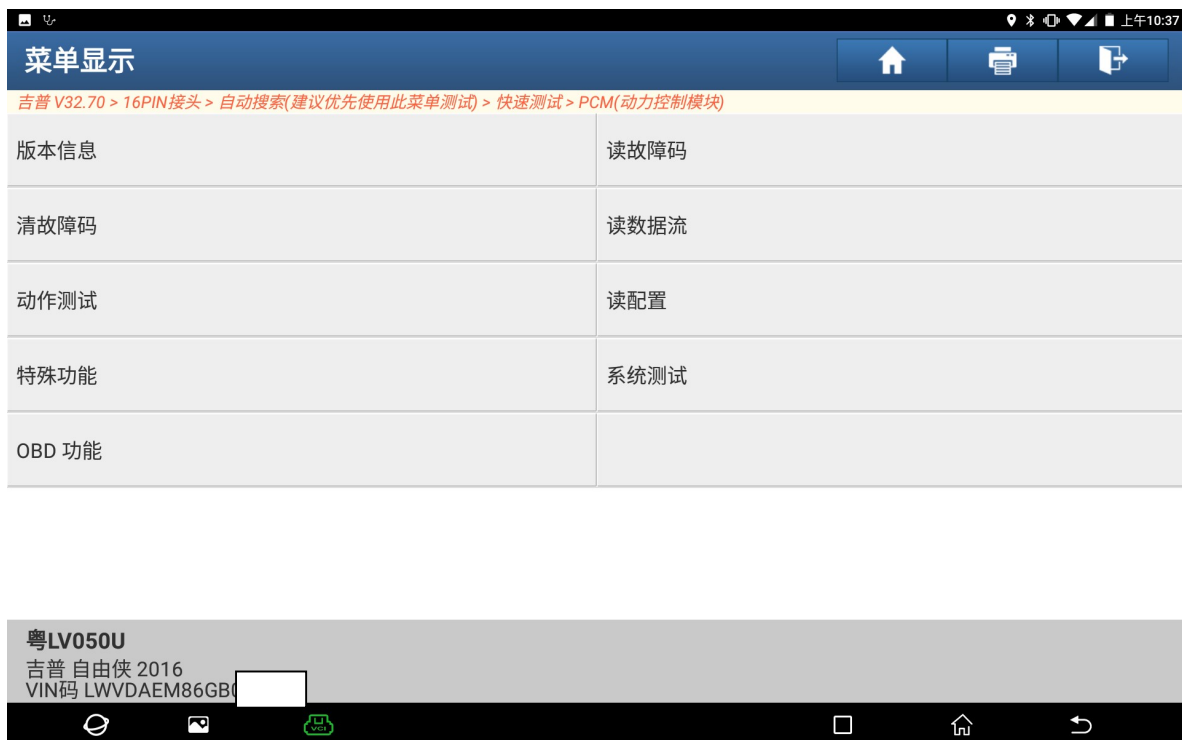 上午10:37
菜单显示
吉普 V32.70 > 16PIN接头 > 自动搜索(建议优先使用此菜单测试) > 快速测试 > PCM(动力控制模块)
版本信息
读故障码
清故障码
读数据流
动作测试
读配置
特殊功能
系统测试
OBD 功能
粤LV050U
吉普 自由侠 2016
VIN码 LWVDAEM86GB
VCI